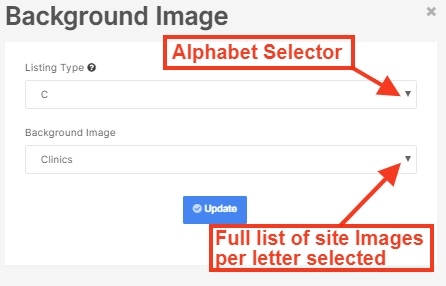 Background Image
Alphabet Selector
Listing Type
C
Background Image
Clinics
Update
Full list of site Images
per letter selected